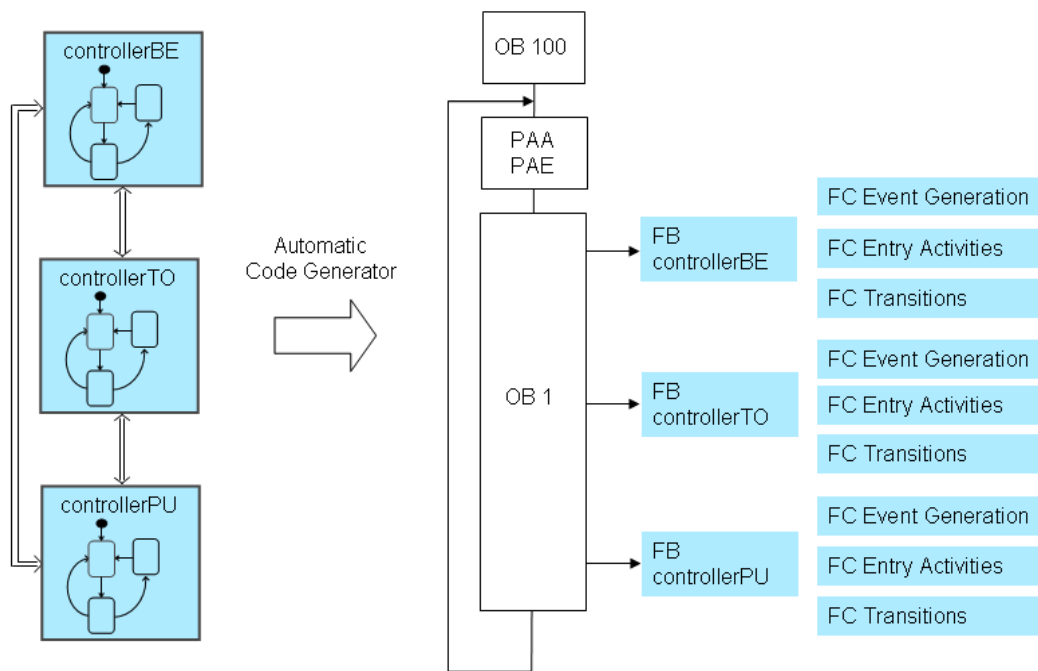 controllerBE
controllerTO
controllerPU
Automatic
Code Generator
OB 100
PAA
PAE
OB 1
FB
controllerBE
FC Event Generation
FC Entry Activities
FC Transitions
FB
controllerTO
FC Event Generation
FC Entry Activities
FC Transitions
FB
controllerPU
FC Event Generation
FC Entry Activities
FC Transitions